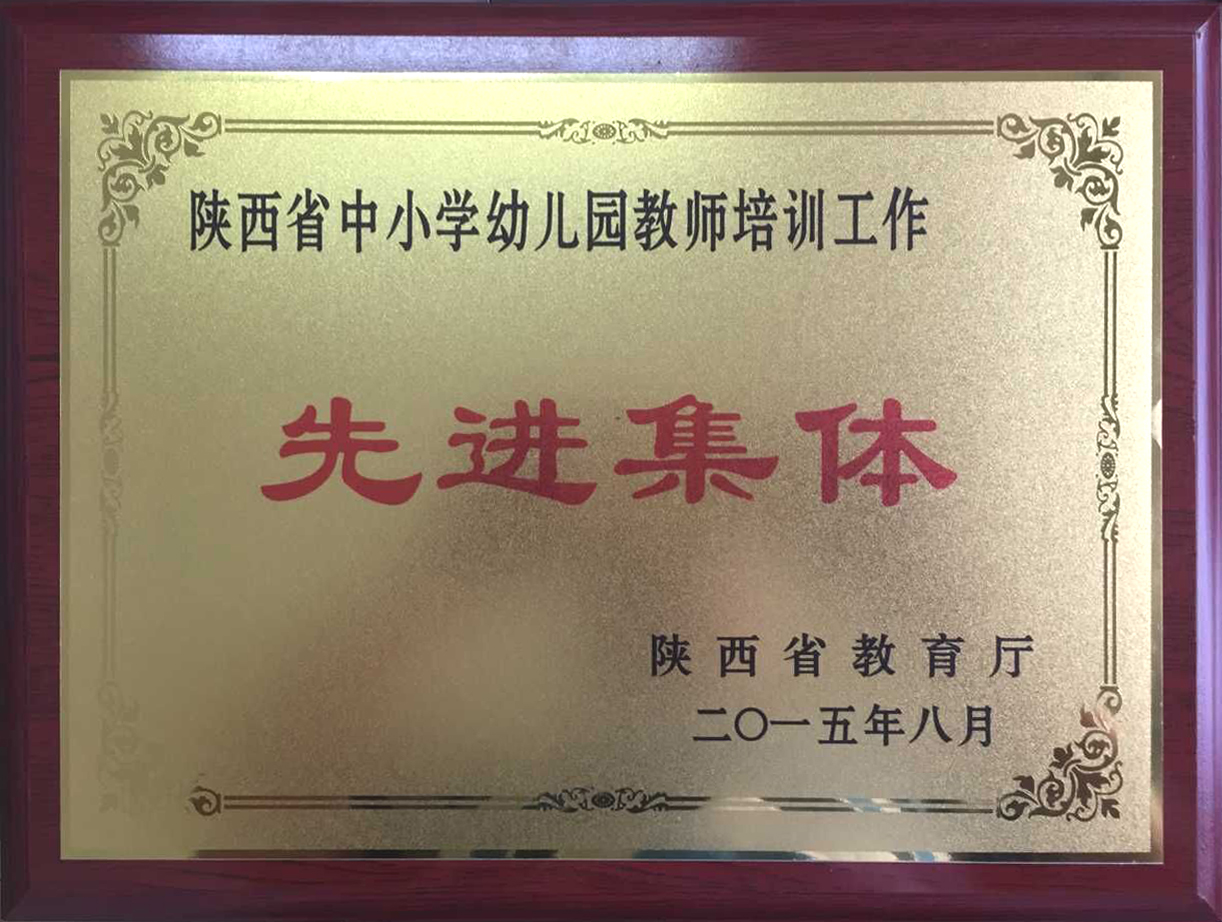 陕西省中小学幼儿园教师培训工作
先进集体
陕西省教育厅
二〇一五年八月